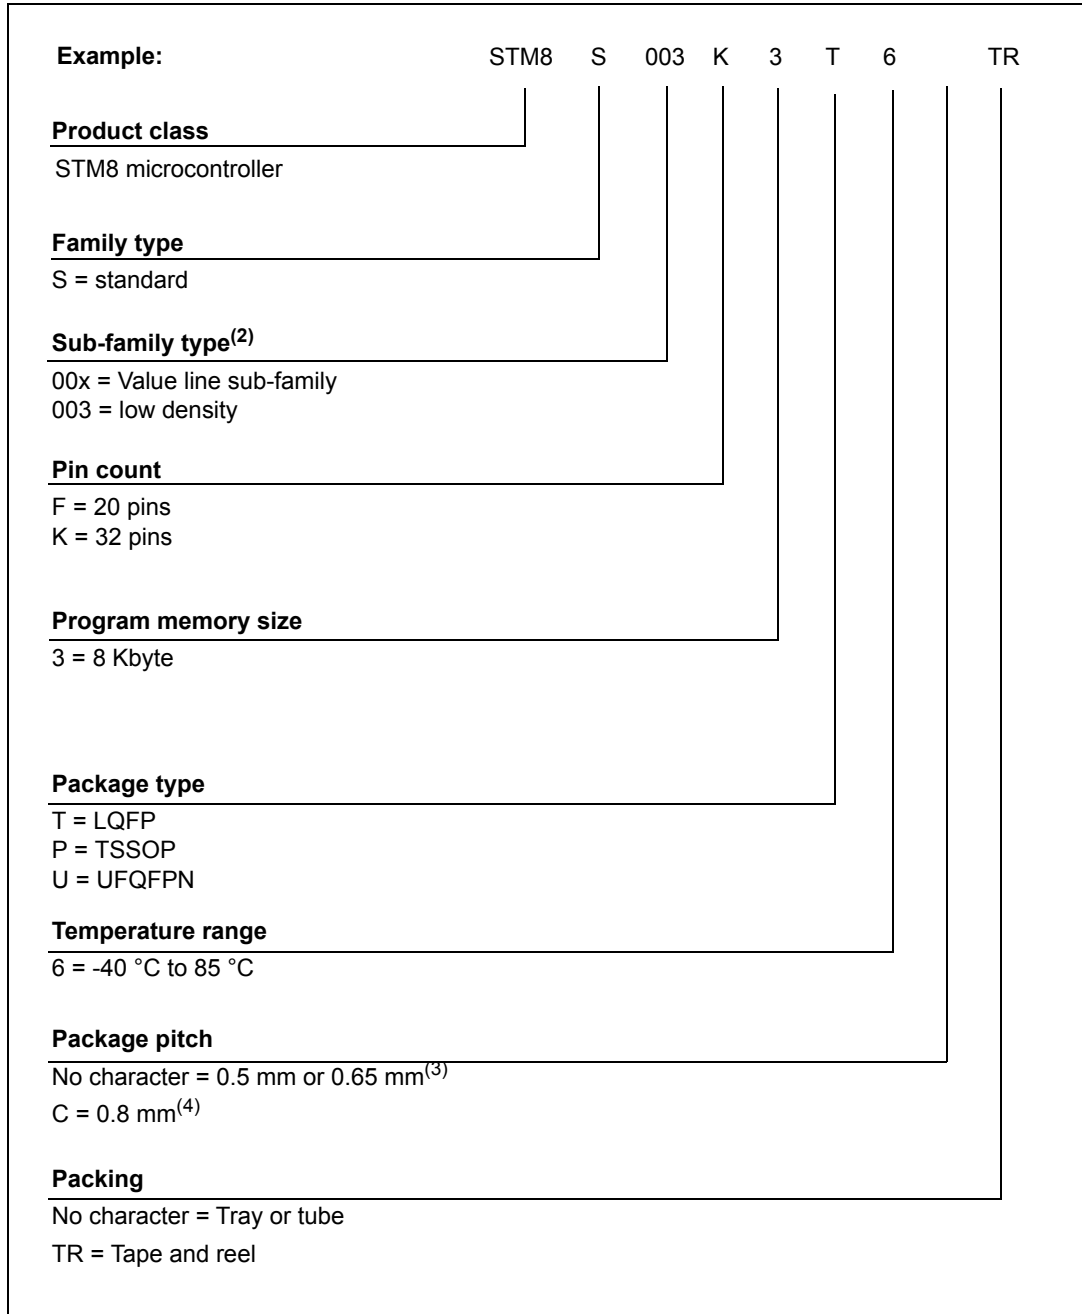 Example: STM8 S 003 K 3 T 6 TR
Product class
STM8 microcontroller
Family type
S = standard
Sub-family type(2)
00x = Value line sub-family
003 = low density
Pin count
F = 20 pins
K = 32 pins
Program memory size
3 = 8 Kbyte
Package type
T = LQFP
P = TSSOP
U = UFQFPN
Temperature range
6 = -40 °C to 85 °C
Package pitch
No character = 0.5 mm or 0.65 mm(3)
C = 0.8 mm(4)
Packing
No character = Tray or tube
TR = Tape and reel